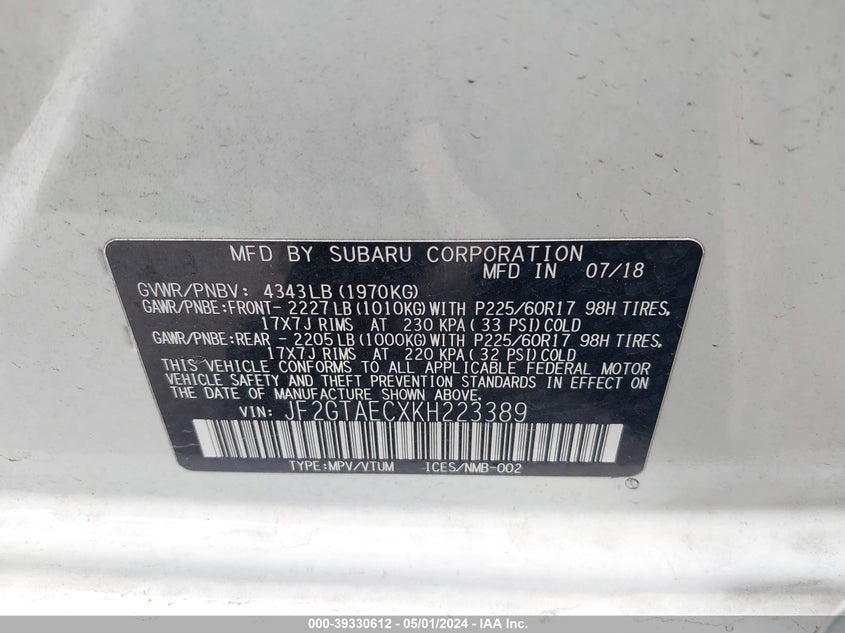 MFD BY SUBARU CORPORATION
MFD IN 07/18
GVWR/PNBV: 4343LB (1970KG)
GAWR/PNBE:FRONT- 2227LB (1010KG) WITH P225/60R17 98H TIRES,
17X7J RIMS AT 230 KPA (33 PSI) COLD
GAWR/PNBE:REAR - 2205LB (1000KG) WITH P225/60R17 98H TIRES,
17X7J RIMS AT 220 KPA (32 PSI) COLD
THIS VEHICLE CONFORMS TO ALL APPLICABLE FEDERAL MOTOR
VEHICLE SAFETY AND THEFT PREVENTION STANDARDS IN EFFECT ON
THE DATE OF MANUFACTURE SHOWN ABOVE.
VIN: JF2GTAECXKH223389
TYPE:MPV/VTUM ICES/NMB-002
000-39330612 - 05/01/2024 - IAA Inc.